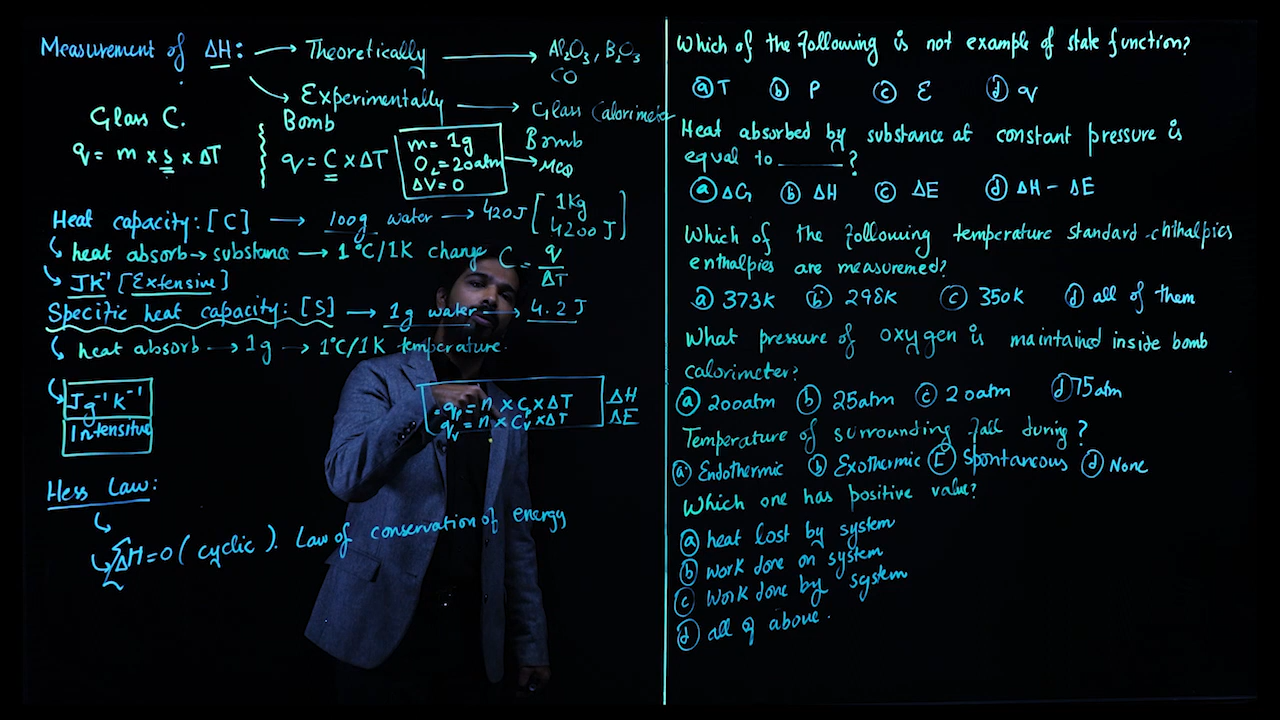 Measurement of ΔH: → Theoretically → Al₂O₃, B₂O₃
CO
→ Experimentally → Glass Calorimeter
Bomb
Glass C.
q = m × s × ΔT
Bomb
q = C × ΔT
m = 1g
O₂ = 20atm → MCQ
ΔV = 0
Heat capacity: [C] → 100g water → 420J [1Kg
4200J]
heat absorb → substance → 1°C/1K change C = q/ΔT
JK⁻¹ [Extensive]
Specific heat capacity: [S] → 1g water → 4.2 J
heat absorb → 1g → 1°C/1K temperature.
Jg⁻¹K⁻¹
Intensitve
qp = n × Cp × ΔT ΔH
qv = n × Cv × ΔT ΔE
Hess Law:
ΣΔH = 0 (cyclic). Law of conservation of energy
Which of the following is not example of state function?
(a) T (b) P (c) E (d) q
Heat absorbed by substance at constant pressure is
equal to ______?
(a) ΔG (b) ΔH (c) ΔE (d) ΔH - ΔE
Which of the following temperature standard
enthalpies are measuremed?
(a) 373K (b) 298K (c) 350K (d) all of them
What pressure of oxygen is maintained inside bomb
calorimeter?
(a) 200atm (b) 25atm (c) 20atm (d) 75atm
Temperature of surrounding fall during?
(a) Endothermic (b) Exothermic (E) Spontaneous (d) None
Which one has positive value?
(a) heat lost by system
(b) work done on system
(c) work done by system
(d) all of above.